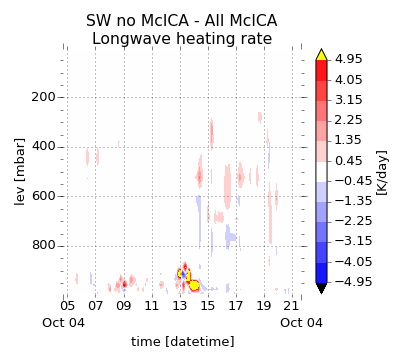 SW no McICA - All McICA
Longwave heating rate
lev [mbar]
200
400
600
800
05 07 09 11 13 15 17 19 21
Oct 04 Oct 04
time [datetime]
4.95
4.05
3.15
2.25
1.35
0.45
−0.45
−1.35
−2.25
−3.15
−4.05
−4.95
[K/day]